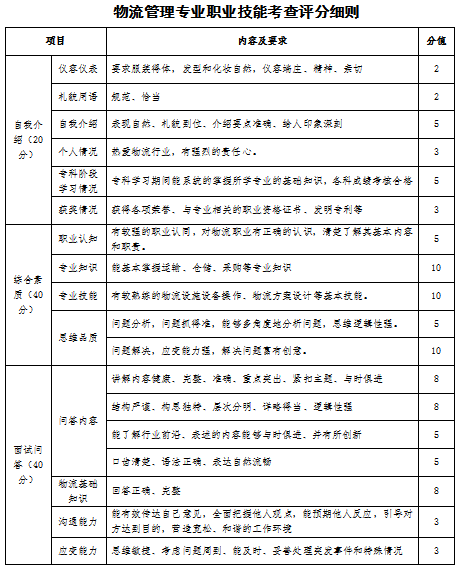 物流管理专业职业技能考查评分细则
项目 内容及要求 分值
自我介绍（20分）
仪容仪表 要求服装得体，发型和化妆自然，仪容端庄、精神、亲切 2
礼貌用语 规范、恰当 2
自我介绍 表现自然、礼貌到位、介绍要点准确、给人印象深刻 5
个人情况 热爱物流行业，有强烈的责任心。 3
专科阶段学习情况 专科学习期间能系统的掌握所学专业的基础知识，各科成绩考核合格 5
获奖情况 获得各项荣誉、与专业相关的职业资格证书、发明专利等 3
综合素质（40分）
职业认知 有较强的职业认同，对物流职业有正确的认识，清楚了解其基本内容
和职责。 5
专业知识 能基本掌握运输、仓储、采购等专业知识 10
专业技能 有较熟练的物流设施设备操作、物流方案设计等基本技能。 10
思维品质 问题分析，问题抓得准，能够多角度地分析问题，思维逻辑性强。 5
问题解决，应变能力强，解决问题富有创意。 10
面试问答（40分）
问答内容 讲解内容健康、完整、准确、重点突出、紧扣主题、与时俱进 8
结构严谨、构思独特、层次分明、详略得当、逻辑性强 8
能了解行业前沿、表达的内容能够与时俱进、并有所创新 5
口齿清楚、语法正确、表达自然流畅 5
物流基础知识 回答正确、完整 8
沟通能力 能有效传达自己意见，全面把握他人观点，能预期他人反应，引导对
方达到目的，营造宽松、和谐的工作环境 3
应变能力 思维敏捷、考虑问题周到、能及时、妥善处理突发事件和特殊情况 3